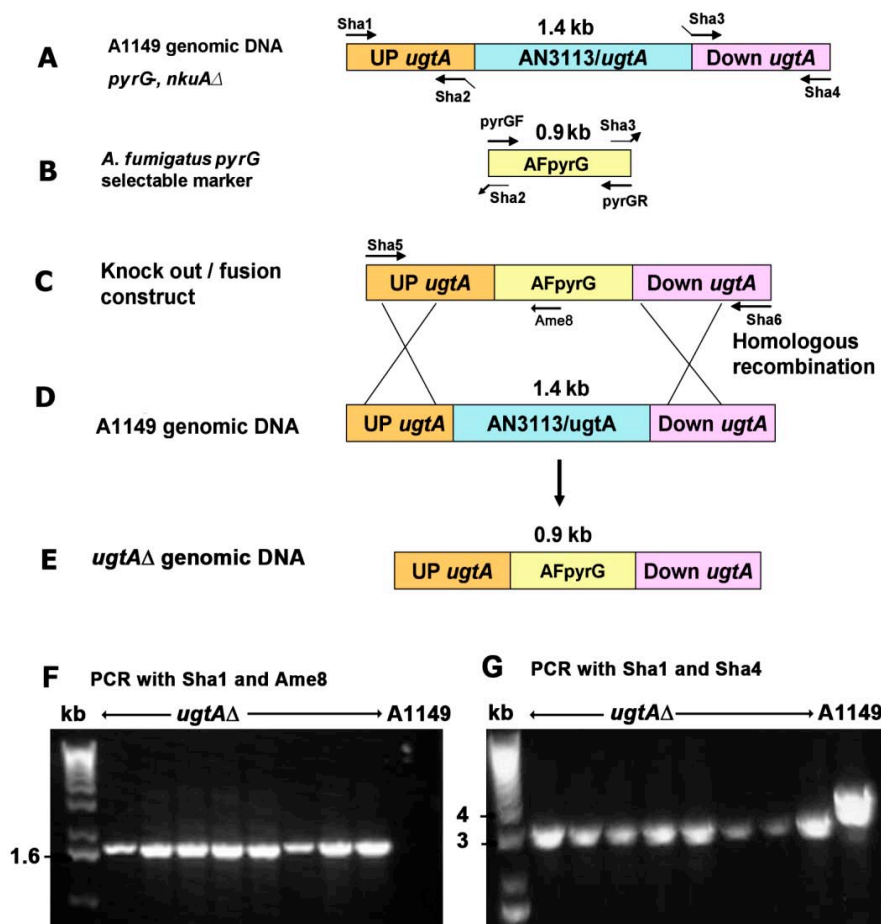 Sha1
1.4 kb
Sha3
A
A1149 genomic DNA
pyrG-, nkuAΔ
UP ugtA
AN3113/ugtA
Down ugtA
Sha2
Sha4
pyrGF
0.9 kb
Sha3
B
A. fumigatus pyrG
selectable marker
AFpyrG
Sha2
pyrGR
Sha5
C
Knock out / fusion
construct
UP ugtA
AFpyrG
Down ugtA
Ame8
Sha6
Homologous
recombination
D
1.4 kb
A1149 genomic DNA
UP ugtA
AN3113/ugtA
Down ugtA
0.9 kb
E
ugtAΔ genomic DNA
UP ugtA
AFpyrG
Down ugtA
F
PCR with Sha1 and Ame8
kb
ugtAΔ
A1149
1.6
G
PCR with Sha1 and Sha4
kb
ugtAΔ
A1149
4
3